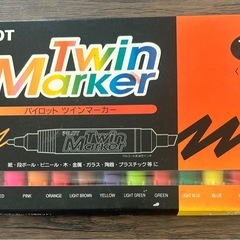 OT
Twin
Marker
パイロット ツインマーカー
PILOT
Twin
Marker
紙・段ボール・ビニール・木・金属・ガラス・陶器・プラスチック等に
ED PINK ORANGE LIGHT BROWN YELLOW LIGHT GREEN GREEN LIGHT BLUE BLUE